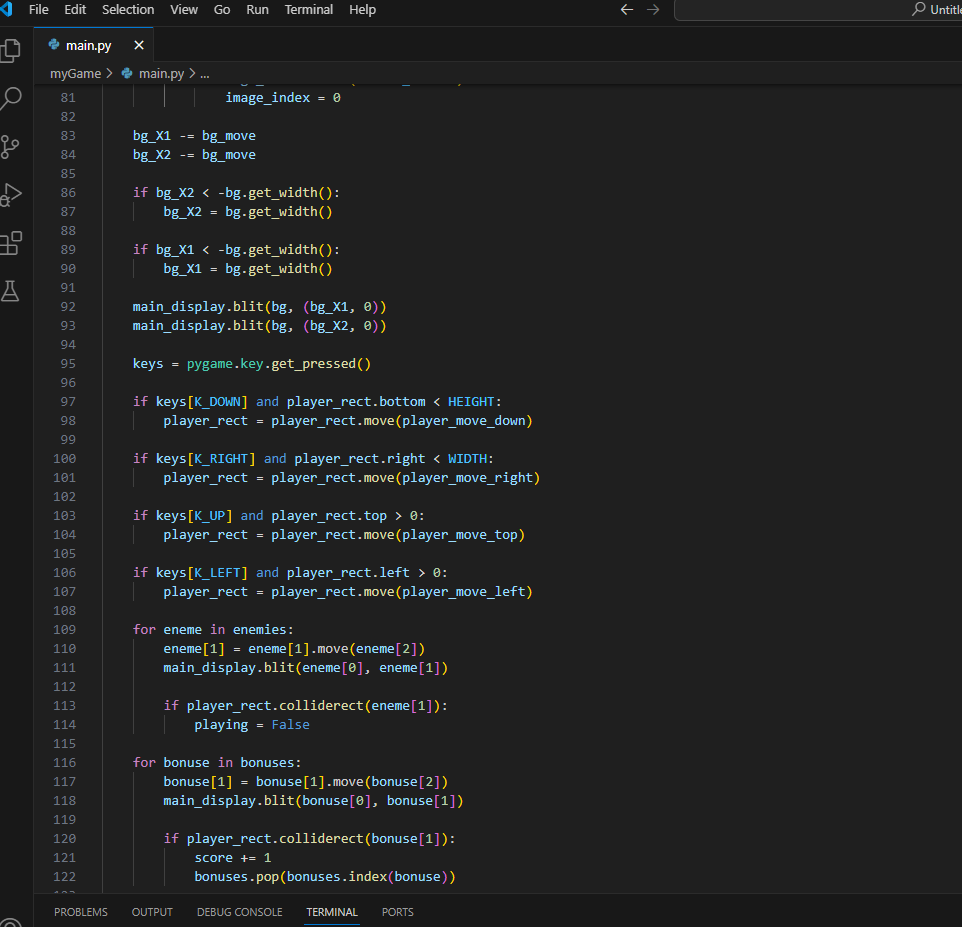 File Edit Selection View Go Run Terminal Help
main.py
myGame > main.py > ...
81 image_index = 0
82
83 bg_X1 -= bg_move
84 bg_X2 -= bg_move
85
86 if bg_X2 < -bg.get_width():
87 bg_X2 = bg.get_width()
88
89 if bg_X1 < -bg.get_width():
90 bg_X1 = bg.get_width()
91
92 main_display.blit(bg, (bg_X1, 0))
93 main_display.blit(bg, (bg_X2, 0))
94
95 keys = pygame.key.get_pressed()
96
97 if keys[K_DOWN] and player_rect.bottom < HEIGHT:
98 player_rect = player_rect.move(player_move_down)
99
100 if keys[K_RIGHT] and player_rect.right < WIDTH:
101 player_rect = player_rect.move(player_move_right)
102
103 if keys[K_UP] and player_rect.top > 0:
104 player_rect = player_rect.move(player_move_top)
105
106 if keys[K_LEFT] and player_rect.left > 0:
107 player_rect = player_rect.move(player_move_left)
108
109 for eneme in enemies:
110 eneme[1] = eneme[1].move(eneme[2])
111 main_display.blit(eneme[0], eneme[1])
112
113 if player_rect.colliderect(eneme[1]):
114 playing = False
115
116 for bonuse in bonuses:
117 bonuse[1] = bonuse[1].move(bonuse[2])
118 main_display.blit(bonuse[0], bonuse[1])
119
120 if player_rect.colliderect(bonuse[1]):
121 score += 1
122 bonuses.pop(bonuses.index(bonuse))
PROBLEMS OUTPUT DEBUG CONSOLE TERMINAL PORTS